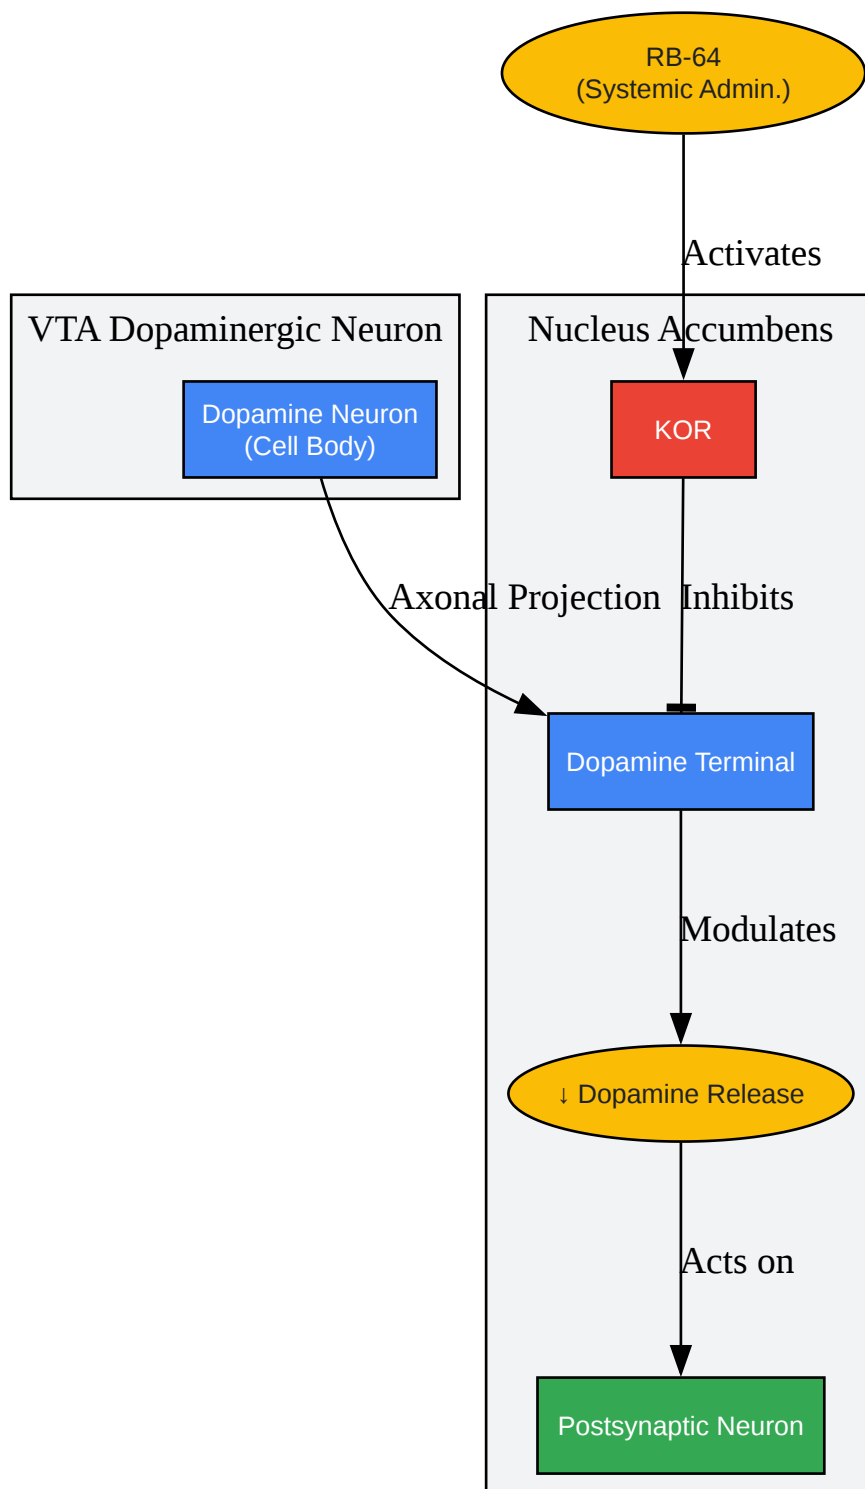 RB-64
(Systemic Admin.)
Activates
VTA Dopaminergic Neuron
Nucleus Accumbens
Dopamine Neuron
(Cell Body)
KOR
Axonal Projection
Inhibits
Dopamine Terminal
Modulates
↓ Dopamine Release
Acts on
Postsynaptic Neuron